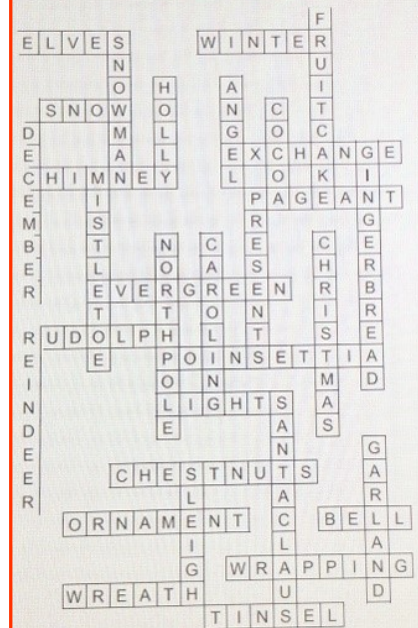 FRUITCAKE
ELVES
SNOWMAN
WINTER
HOLLY
ANGEL
SNOW
COCOA
DECEMBER
EXCHANGE
GINGERBREAD
CHIMNEY
MISTLETOE
PAGEANT
PRESENT
NORTHPOLE
CAROLING
CHRISTMAS
EVERGREEN
RUDOLPH
REINDEER
POINSETTIA
LIGHTS
SANTACLAUS
GARLAND
CHESTNUTS
SLEIGH
ORNAMENT
BELL
WRAPPING
WREATH
TINSEL